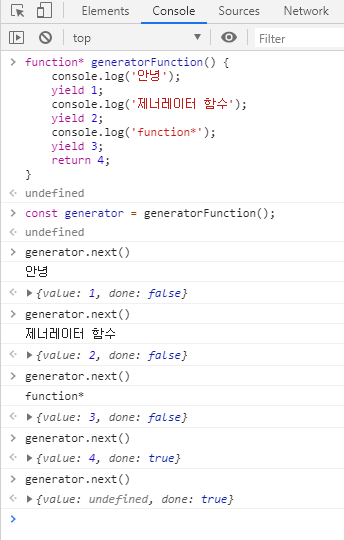 Elements Console Sources Network
top Filter
function* generatorFunction() {
    console.log('안녕');
    yield 1;
    console.log('제너레이터 함수');
    yield 2;
    console.log('function*');
    yield 3;
    return 4;
}
undefined
const generator = generatorFunction();
undefined
generator.next()
안녕
{value: 1, done: false}
generator.next()
제너레이터 함수
{value: 2, done: false}
generator.next()
function*
{value: 3, done: false}
generator.next()
{value: 4, done: true}
generator.next()
{value: undefined, done: true}